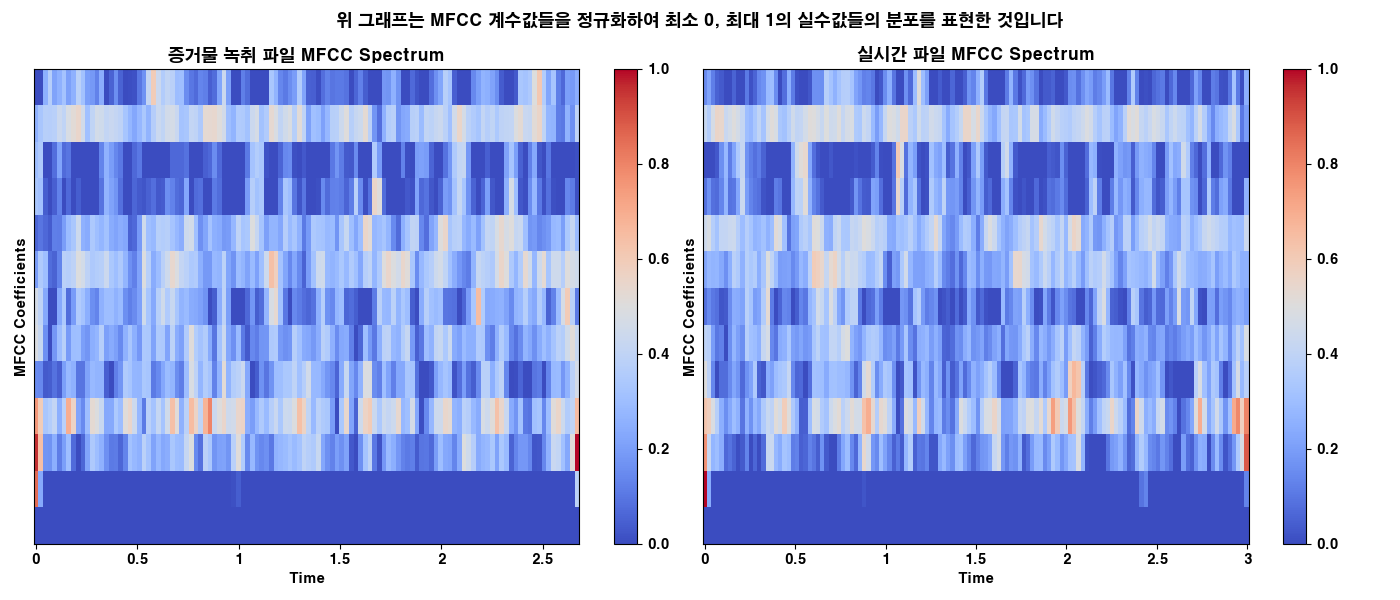 위 그래프는 MFCC 계수값들을 정규화하여 최소 0, 최대 1의 실수값들의 분포를 표현한 것입니다
증거물 녹취 파일 MFCC Spectrum
MFCC Coefficients
0 0.5 1 1.5 2 2.5
Time
1.0
0.8
0.6
0.4
0.2
0.0
실시간 파일 MFCC Spectrum
MFCC Coefficients
0 0.5 1 1.5 2 2.5 3
Time
1.0
0.8
0.6
0.4
0.2
0.0